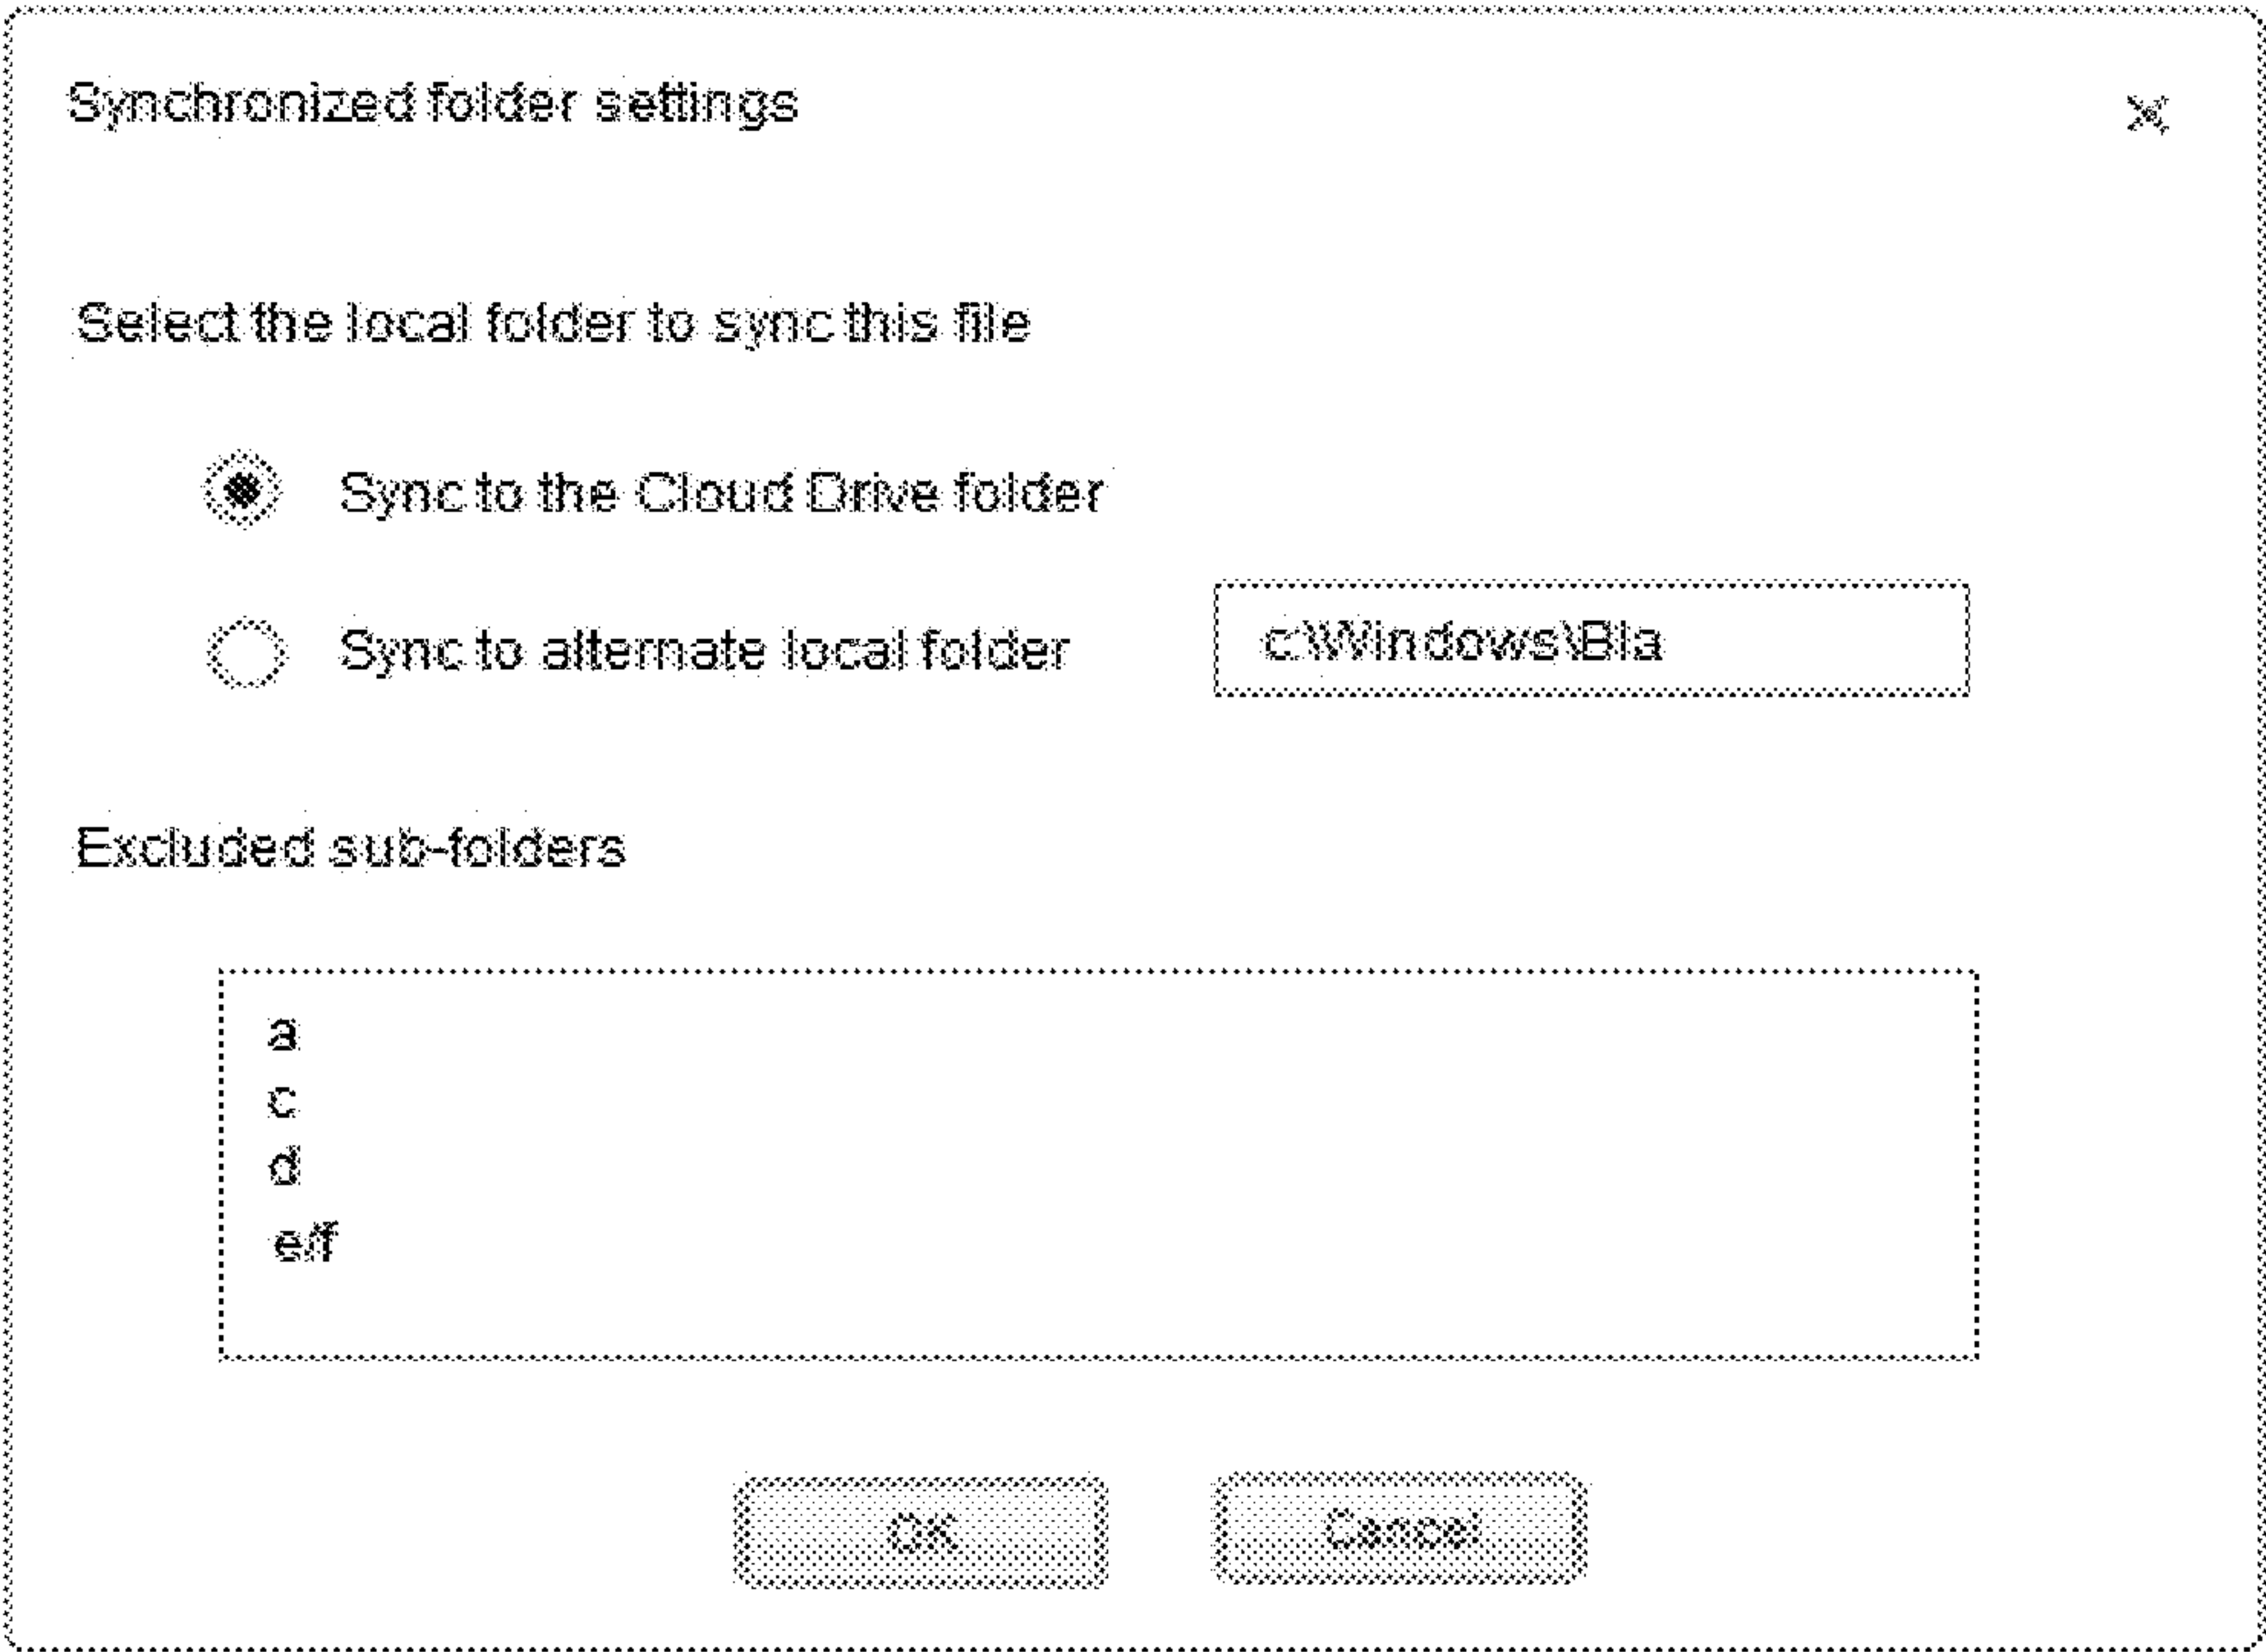 Synchronized folder settings
Select the local folder to sync this file
Sync to the Cloud Drive folder
Sync to alternate local folder
c:\Windows\Bla
Excluded sub-folders
a
c
d
eff
OK
Cancel